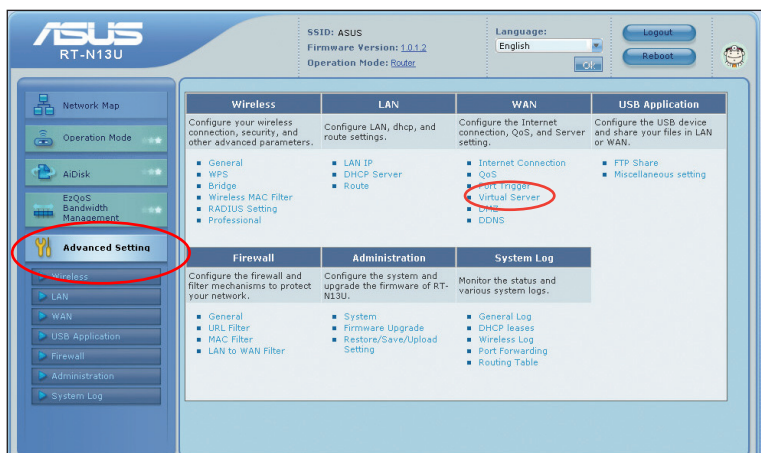 ASUS
RT-N13U
SSID: ASUS
Firmware Version: 1.0.1.2
Operation Mode: Router
Language:
English
Logout
Reboot
Network Map
Operation Mode
AiDisk
EzQoS
Bandwidth
Management
Advanced Setting
Wireless
LAN
WAN
USB Application
Firewall
Administration
System Log
Wireless
Configure your wireless
connection, security, and
other advanced parameters.
General
WPS
Bridge
Wireless MAC Filter
RADIUS Setting
Professional
LAN
Configure LAN, dhcp, and
route settings.
LAN IP
DHCP Server
Route
WAN
Configure the Internet
connection, QoS, and Server
setting.
Internet Connection
QoS
Port Trigger
Virtual Server
DMZ
DDNS
USB Application
Configure the USB device
and share your files in LAN
or WAN.
FTP Share
Miscellaneous setting
Firewall
Configure the firewall and
filter mechanisms to protect
your network.
General
URL Filter
MAC Filter
LAN to WAN Filter
Administration
Configure the system and
upgrade the firmware of RT-
N13U.
System
Firmware Upgrade
Restore/Save/Upload
Setting
System Log
Monitor the status and
various system logs.
General Log
DHCP leases
Wireless Log
Port Forwarding
Routing Table